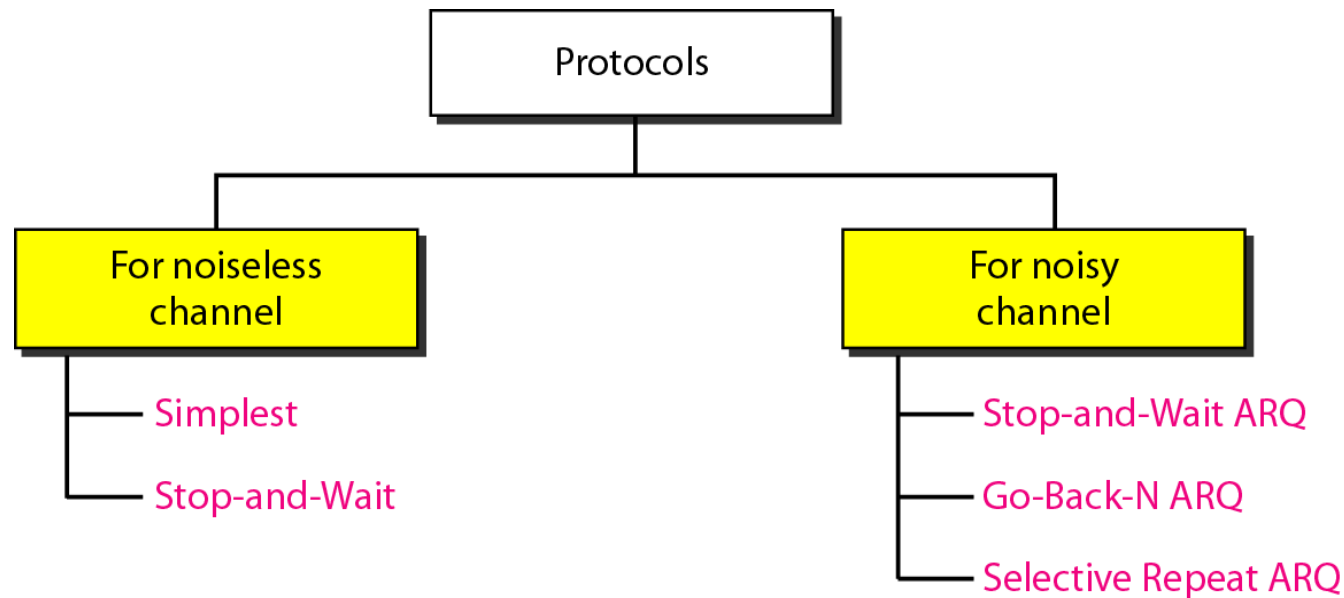 Protocols
For noiseless
channel
Simplest
Stop-and-Wait
For noisy
channel
Stop-and-Wait ARQ
Go-Back-N ARQ
Selective Repeat ARQ